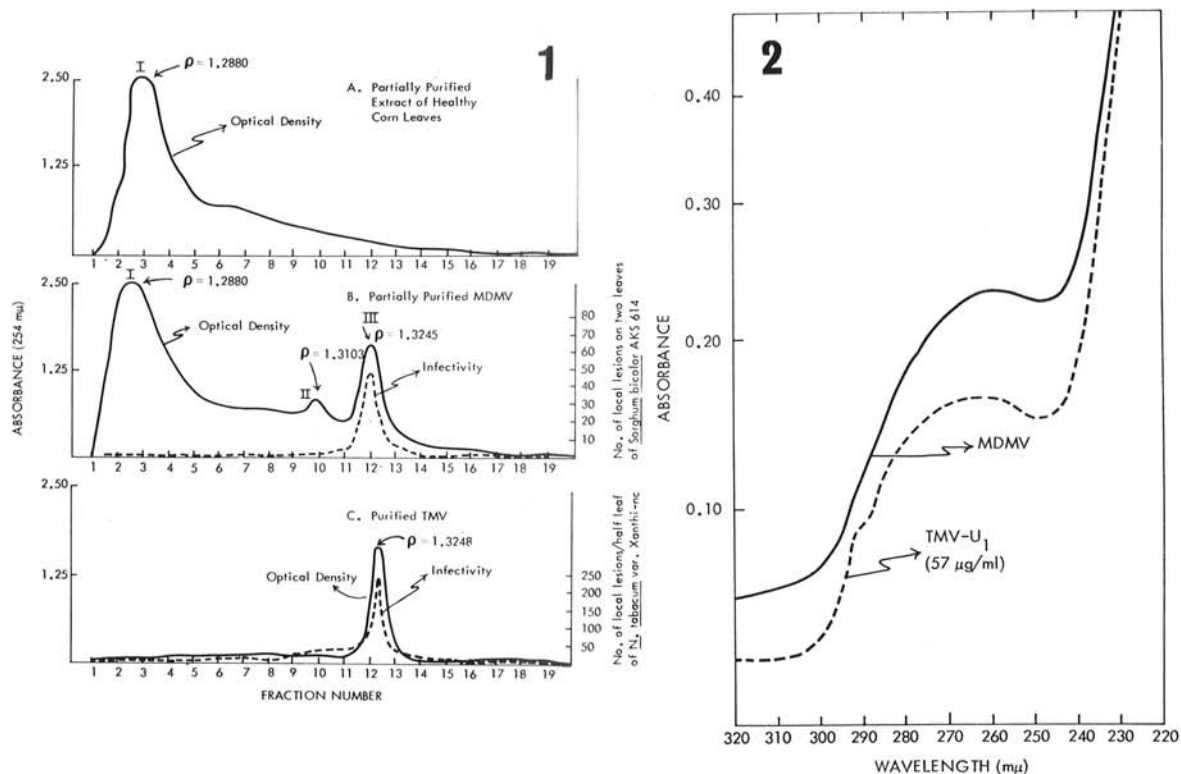 1
I
ρ = 1.2880
2.50
A. Partially Purified
Extract of Healthy
Corn Leaves
Optical Density
1.25
1 2 3 4 5 6 7 8 9 10 11 12 13 14 15 16 17 18 19
I
ρ = 1.2880
2.50
B. Partially Purified MDMV
III
ρ = 1.3245
Optical Density
ρ = 1.3103
Infectivity
1.25
II
80
70
60
50
40
30
20
10
No. of local lesions on two leaves
of Sorghum bicolor AKS 614
1 2 3 4 5 6 7 8 9 10 11 12 13 14 15 16 17 18 19
2.50
C. Purified TMV
ρ = 1.3248
Optical Density
Infectivity
1.25
250
200
150
100
50
No. of local lesions/half leaf
of N. tabacum var. Xanthi-nc
1 2 3 4 5 6 7 8 9 10 11 12 13 14 15 16 17 18 19
FRACTION NUMBER
ABSORBANCE (254 mμ)
2
0.40
0.30
0.20
0.10
ABSORBANCE
MDMV
TMV-U1
(57 μg/ml)
320 310 300 290 280 270 260 250 240 230 220
WAVELENGTH (mμ)